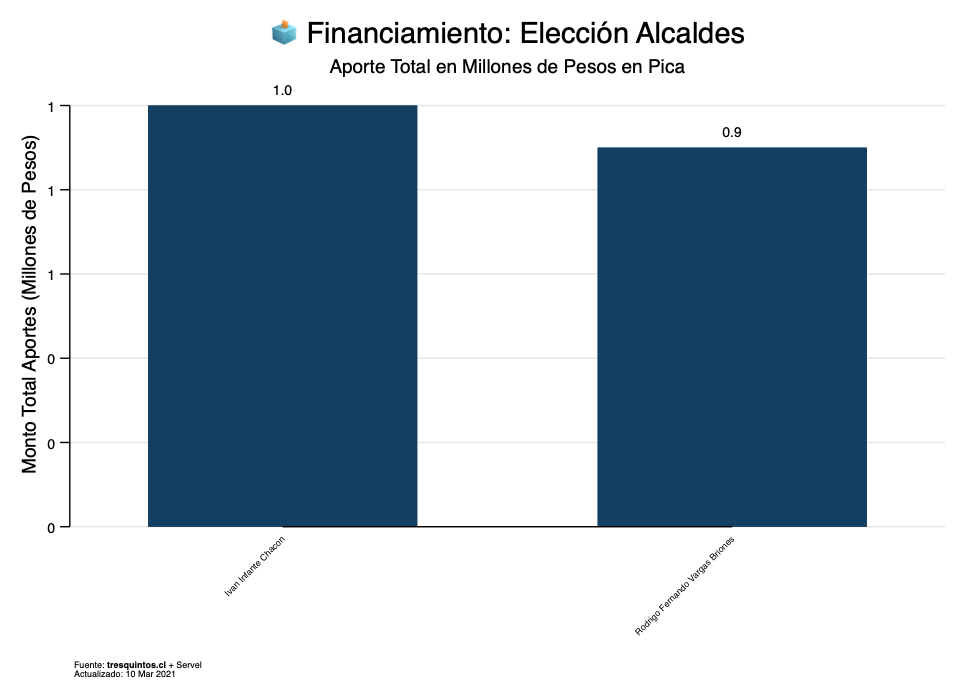 🗳️ Financiamiento: Elección Alcaldes
Aporte Total en Millones de Pesos en Pica
Monto Total Aportes (Millones de Pesos)
1
1
1
0
0
0
1.0
0.9
Ivan Infante Chacon
Rodrigo Fernando Vargas Briones
Fuente: tresquintos.cl + Servel
Actualizado: 10 Mar 2021